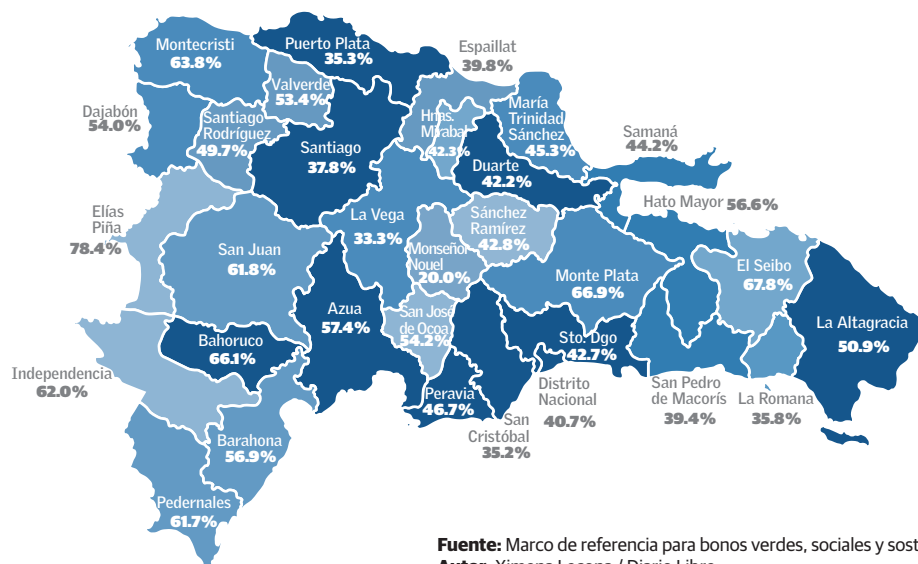 Montecristi
63.8%
Puerto Plata
35.3%
Espaillat
39.8%
Valverde
53.4%
Dajabón
54.0%
Santiago
Rodríguez
49.7%
Santiago
37.8%
Hnas.
Mirabal
42.3%
María
Trinidad
Sánchez
45.3%
Samaná
44.2%
Duarte
42.2%
Hato Mayor 56.6%
Elías
Piña
78.4%
San Juan
61.8%
La Vega
33.3%
Sánchez
Ramírez
42.8%
Monseñor
Nouel
20.0%
Monte Plata
66.9%
El Seibo
67.8%
La Altagracia
50.9%
Azua
57.4%
San José
de Ocoa
54.2%
Bahoruco
66.1%
Sto. Dgo
42.7%
Independencia
62.0%
Peravia
46.7%
San
Cristóbal
35.2%
Distrito
Nacional
40.7%
San Pedro
de Macorís
39.4%
La Romana
35.8%
Barahona
56.9%
Pedernales
61.7%
Fuente: Marco de referencia para bonos verdes, sociales y sost